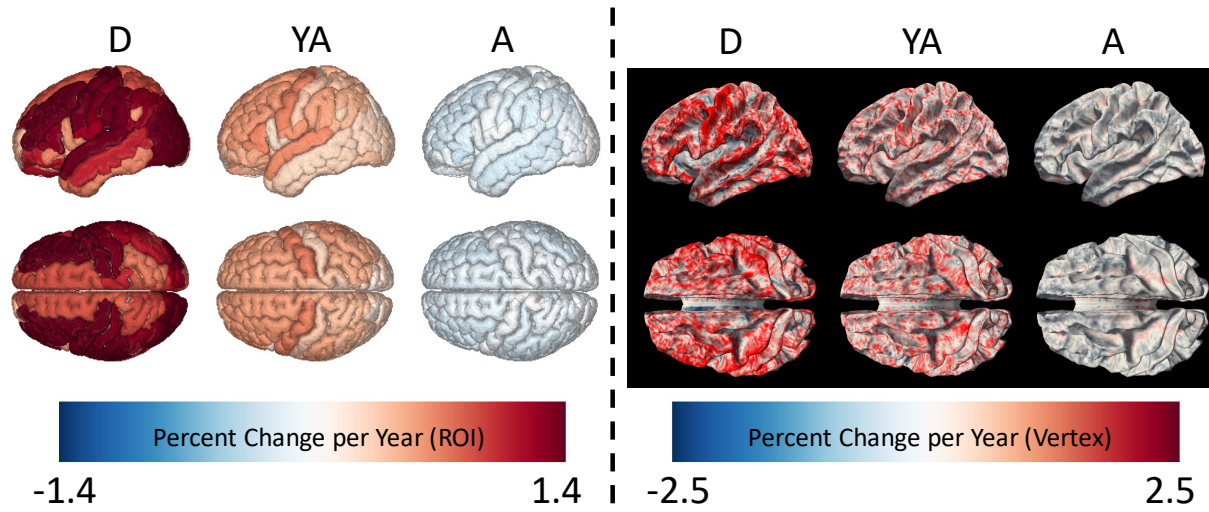 D YA A
Percent Change per Year (ROI)
-1.4 1.4
D YA A
Percent Change per Year (Vertex)
-2.5 2.5